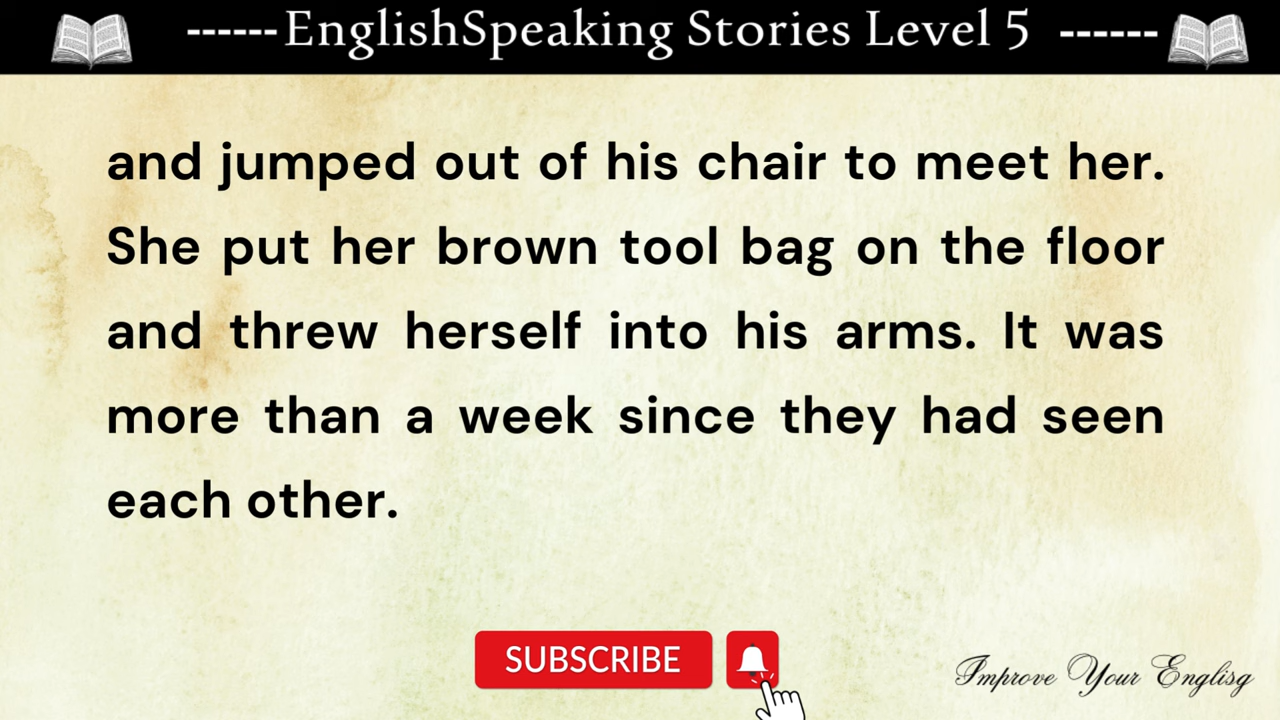 ------EnglishSpeaking Stories Level 5 ------
and jumped out of his chair to meet her.
She put her brown tool bag on the floor
and threw herself into his arms. It was
more than a week since they had seen
each other.
SUBSCRIBE
Improve Your Englisg